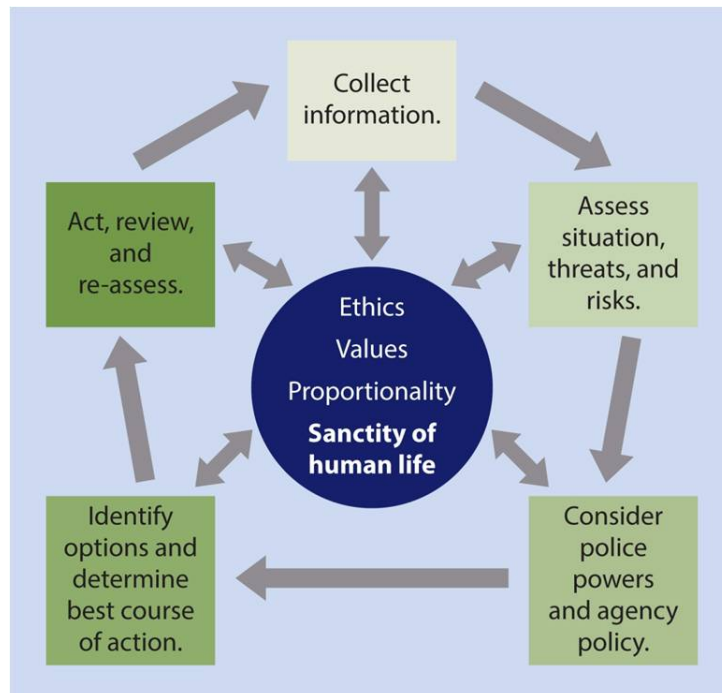 Collect
information.
Assess
situation,
threats, and
risks.
Consider
police
powers
and agency
policy.
Identify
options and
determine
best course
of action.
Act, review,
and
re-assess.
Ethics
Values
Proportionality
Sanctity of
human life